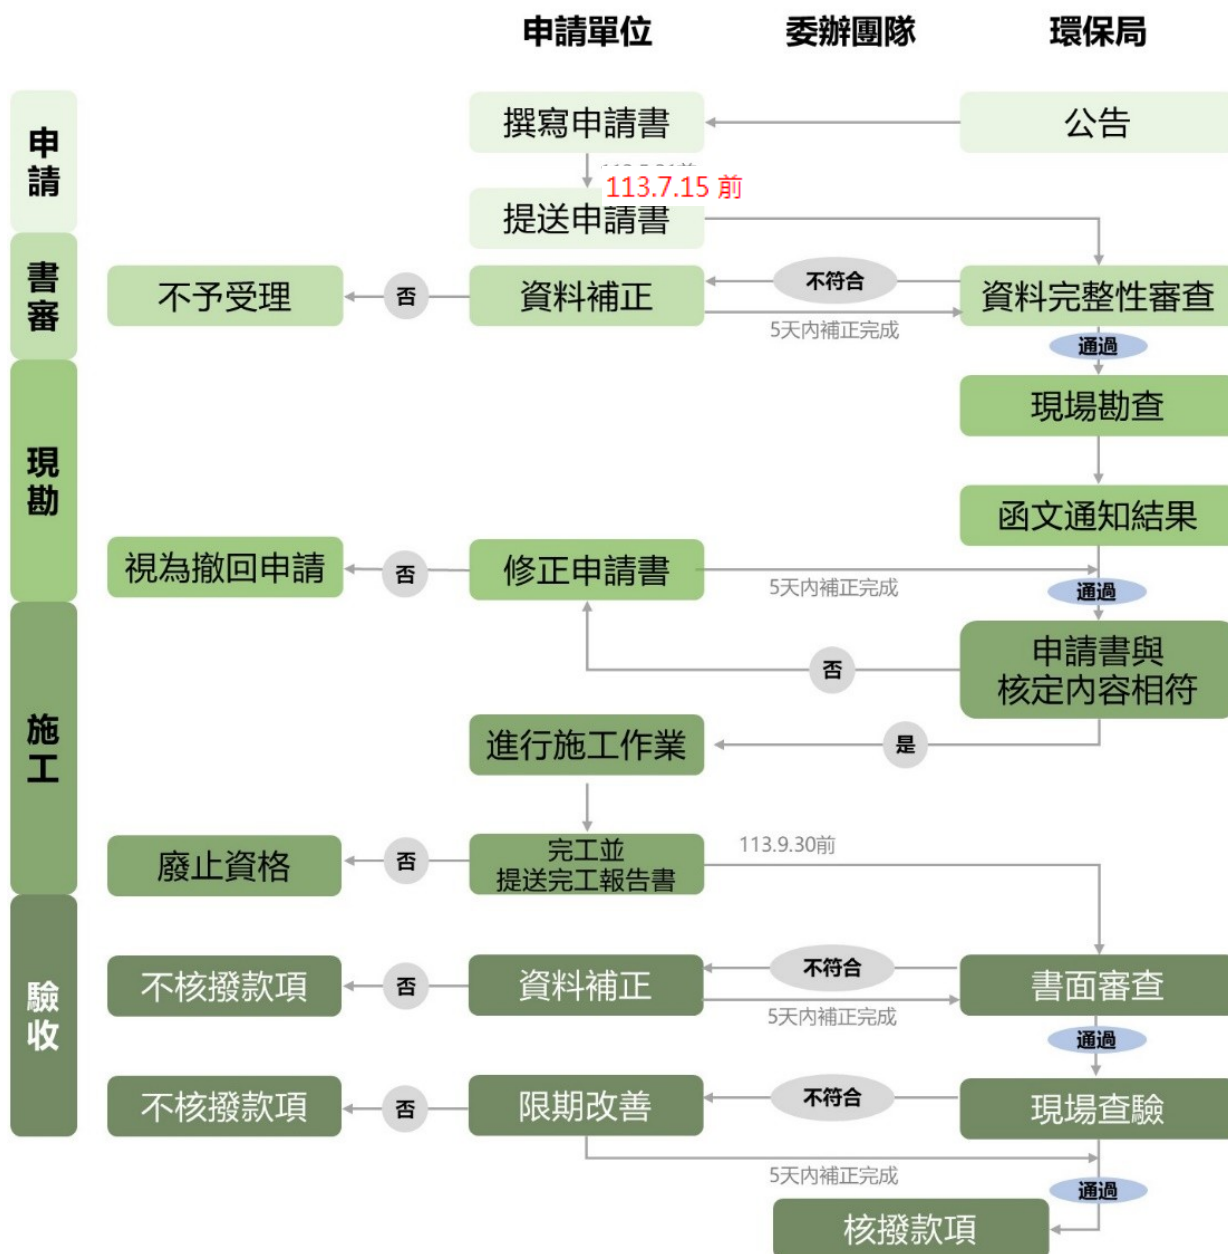 申請單位
委辦團隊
環保局
申請
撰寫申請書
公告
113.7.15 前
提送申請書
書審
不予受理
否
資料補正
不符合
資料完整性審查
5天內補正完成
通過
現勘
現場勘查
函文通知結果
視為撤回申請
否
修正申請書
5天內補正完成
通過
施工
申請書與
核定內容相符
否
進行施工作業
是
廢止資格
否
完工並
提送完工報告書
113.9.30前
驗收
不核撥款項
否
資料補正
不符合
書面審查
5天內補正完成
通過
不核撥款項
否
限期改善
不符合
現場查驗
5天內補正完成
通過
核撥款項